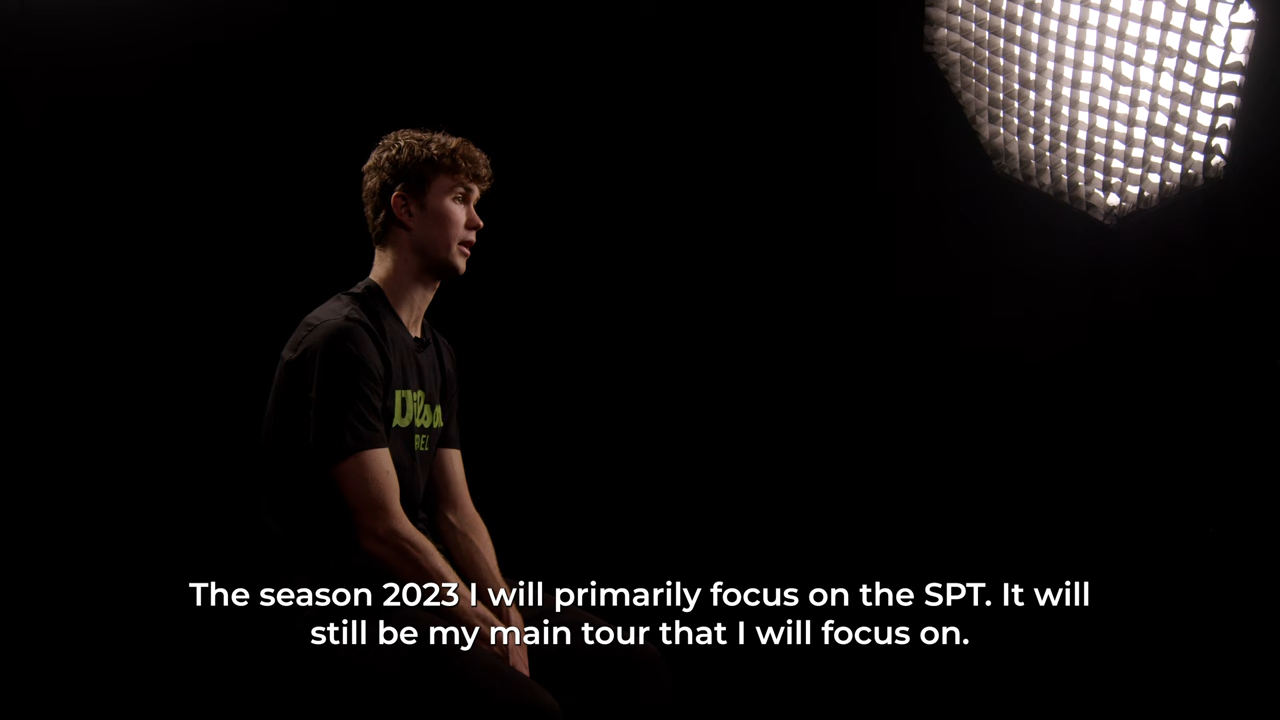 Wilson
The season 2023 I will primarily focus on the SPT. It will
still be my main tour that I will focus on.